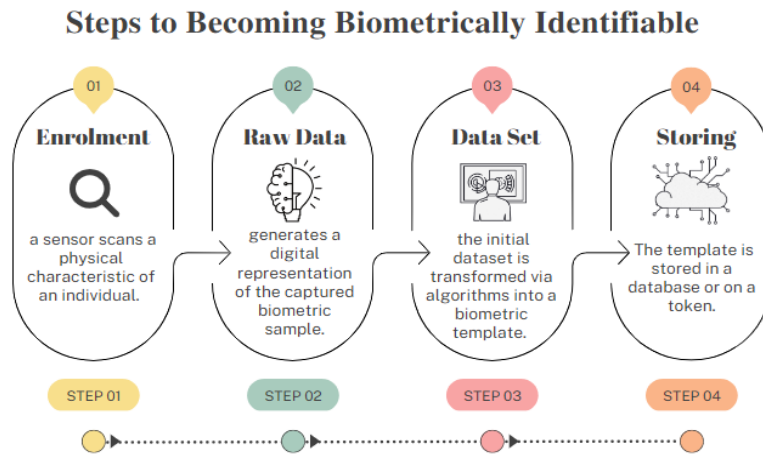 Steps to Becoming Biometrically Identifiable
01
Enrolment
a sensor scans a
physical
characteristic of
an individual.
02
Raw Data
generates a
digital
representation
of the captured
biometric
sample.
03
Data Set
the initial
dataset is
transformed via
algorithms into a
biometric
template.
04
Storing
The template is
stored in a
database or on a
token.
STEP 01
STEP 02
STEP 03
STEP 04